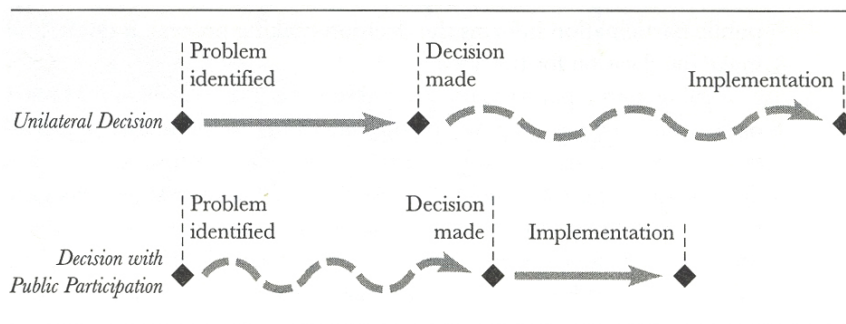 Problem
identified
Decision
made
Implementation
Unilateral Decision
Problem
identified
Decision
made
Implementation
Decision with
Public Participation